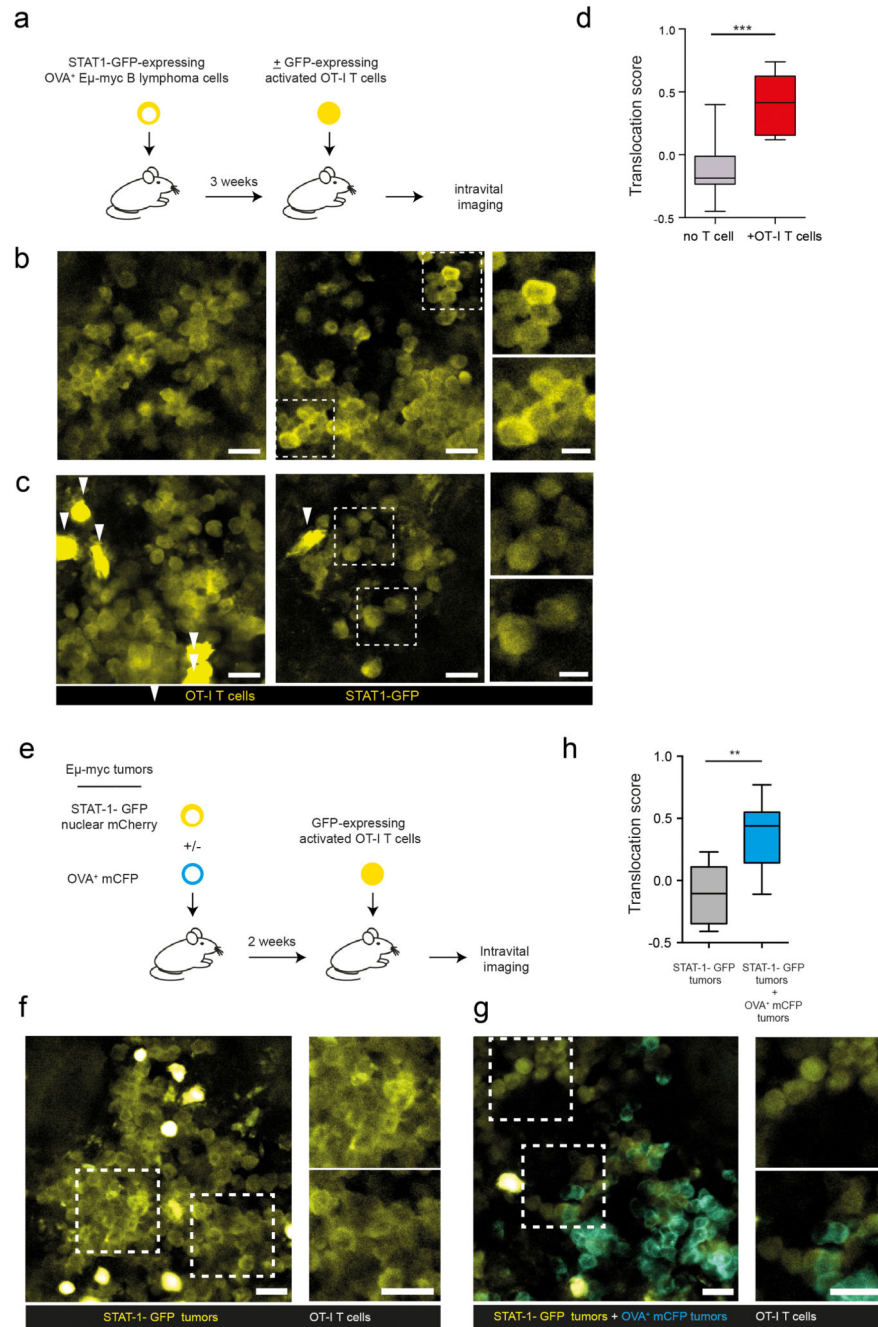 a
STAT1-GFP-expressing
OVA⁺ Eµ-myc B lymphoma cells
± GFP-expressing
activated OT-I T cells
3 weeks
intravital
imaging
d
Translocation score
1.0
0.5
0.0
-0.5
***
no T cell
+OT-I T cells
b
c
OT-I T cells
STAT1-GFP
e
Eµ-myc tumors
STAT-1- GFP
nuclear mCherry
+/-
OVA⁺ mCFP
GFP-expressing
activated OT-I T cells
2 weeks
Intravital
imaging
h
Translocation score
1.0
0.5
0.0
-0.5
**
STAT-1- GFP
tumors
STAT-1- GFP
tumors
+
OVA⁺ mCFP
tumors
f
STAT-1- GFP tumors
OT-I T cells
g
STAT-1- GFP tumors + OVA⁺ mCFP tumors
OT-I T cells